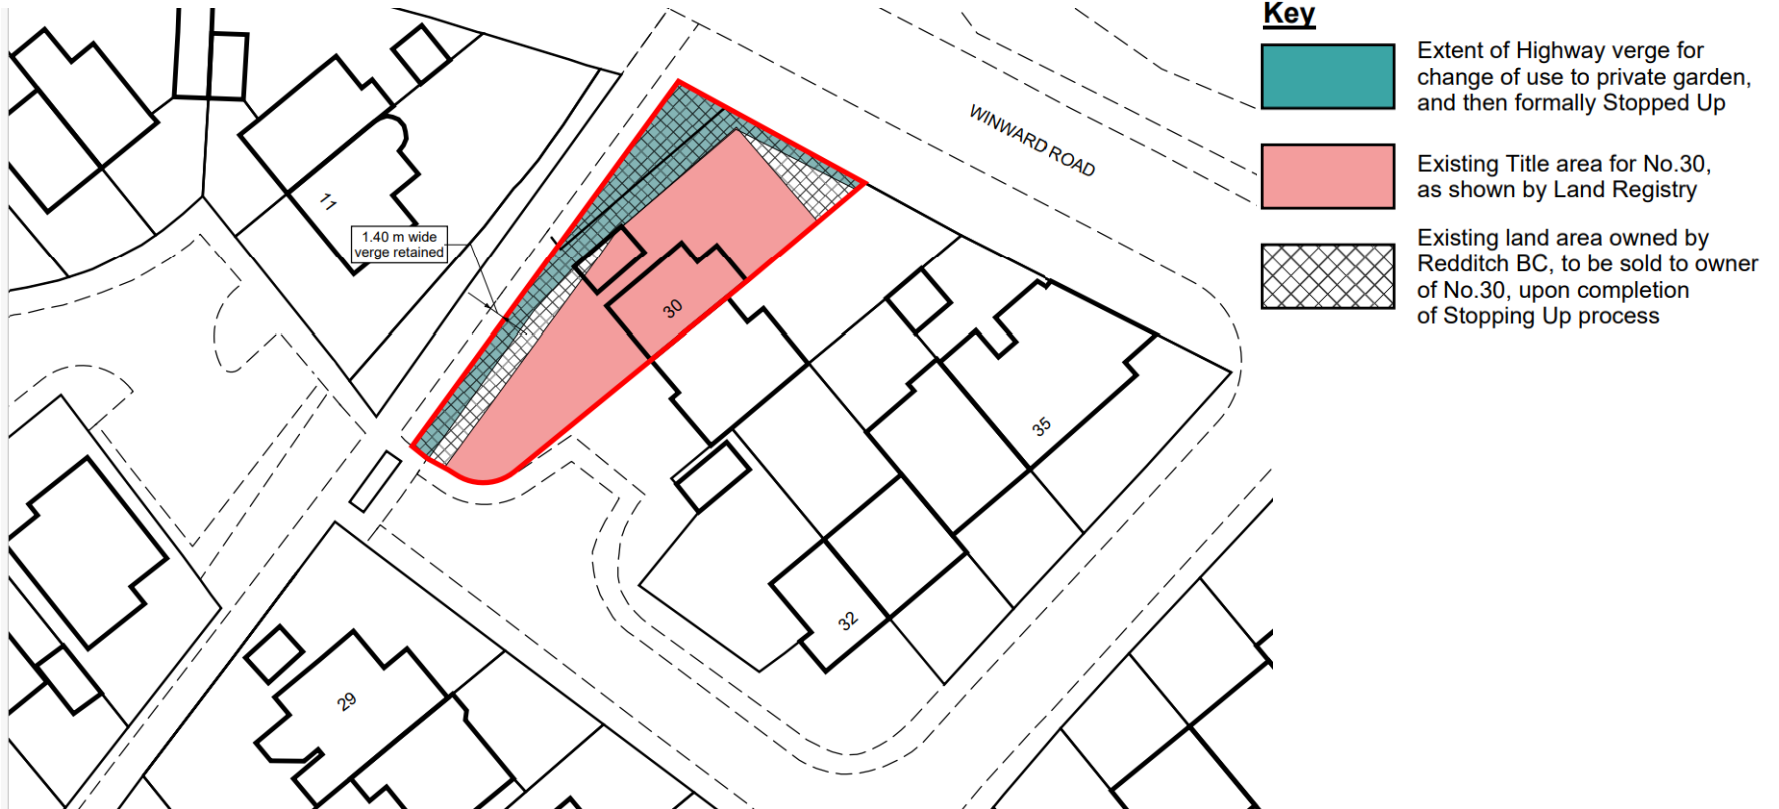 Key
Extent of Highway verge for
change of use to private garden,
and then formally Stopped Up
Existing Title area for No.30,
as shown by Land Registry
Existing land area owned by
Redditch BC, to be sold to owner
of No.30, upon completion
of Stopping Up process
WINWARD ROAD
11
1.40 m wide
verge retained
30
35
32
29